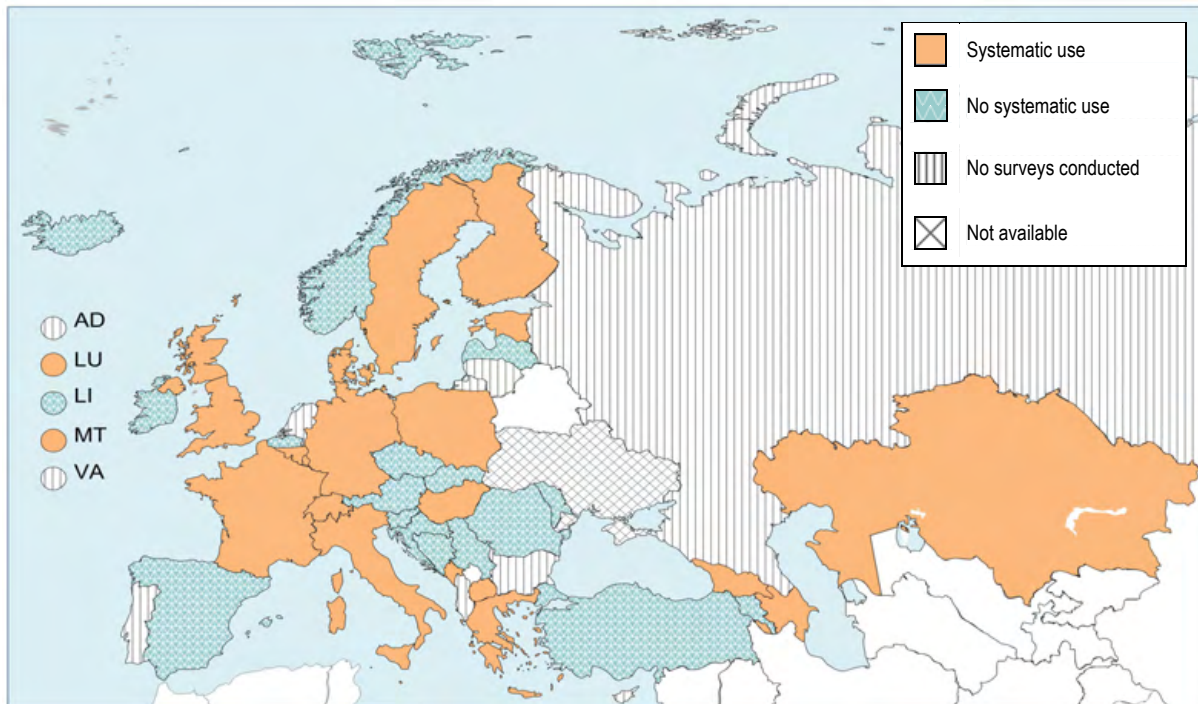 Systematic use
No systematic use
No surveys conducted
Not available
AD
LU
LI
MT
VA